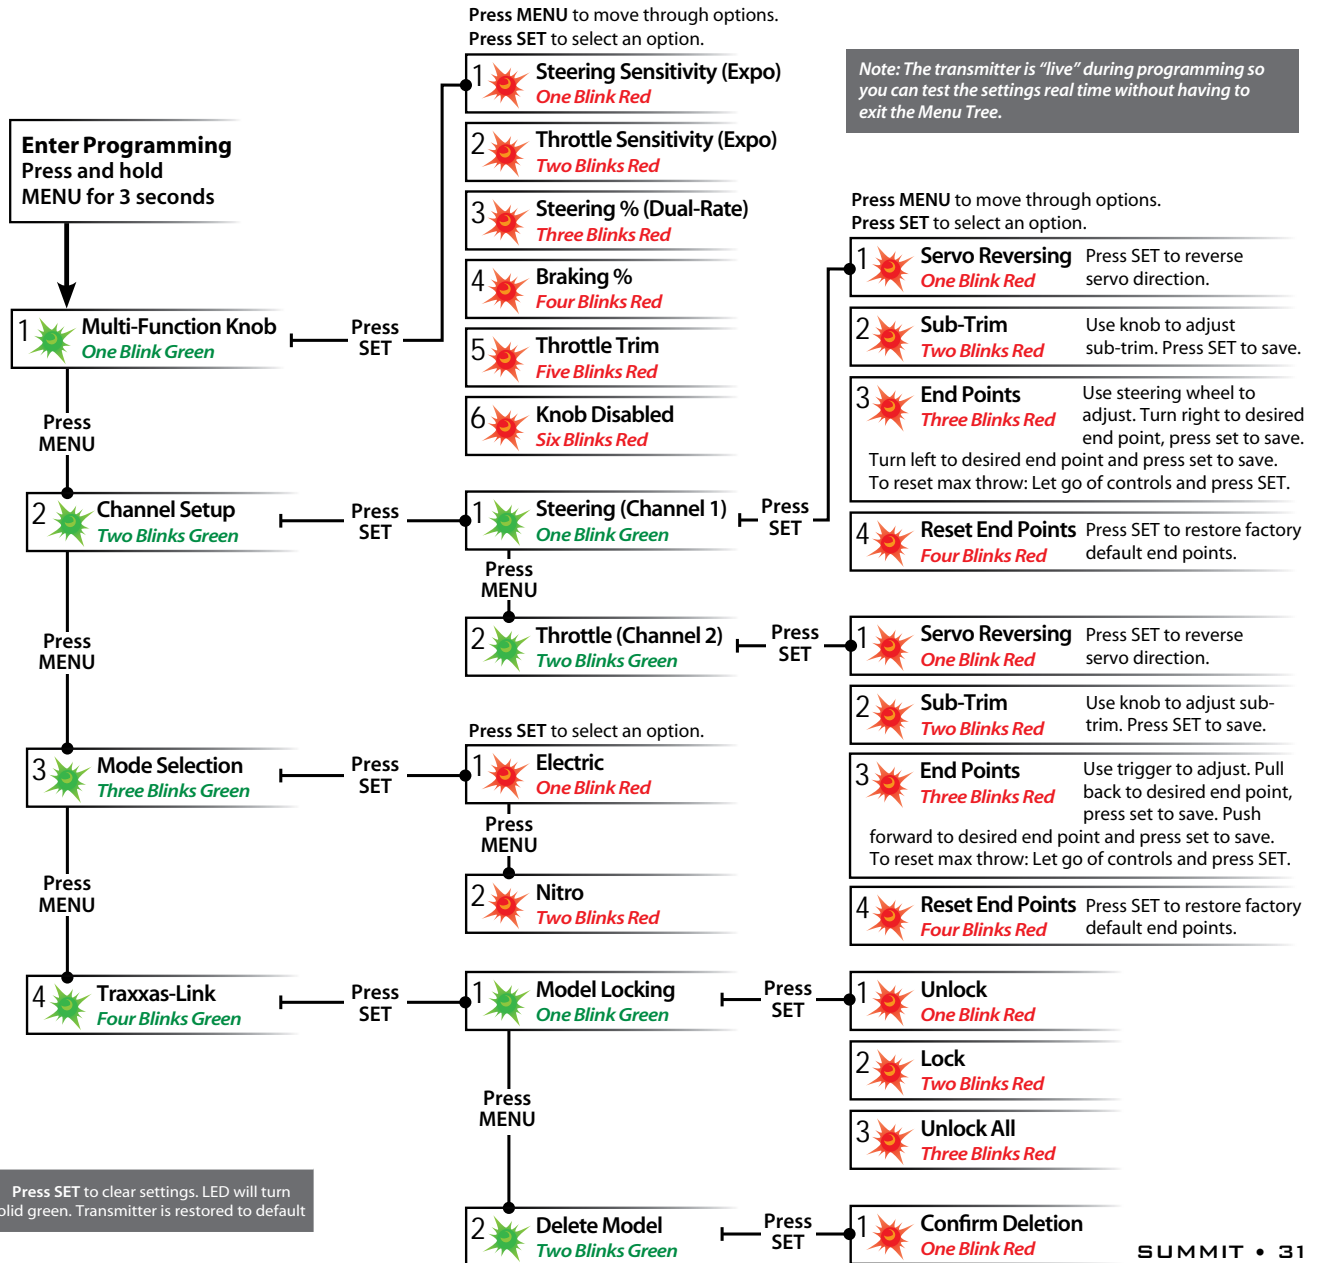 Press MENU to move through options.
Press SET to select an option.
1
Steering Sensitivity (Expo)
One Blink Red
2
Throttle Sensitivity (Expo)
Two Blinks Red
3
Steering % (Dual-Rate)
Three Blinks Red
4
Braking %
Four Blinks Red
5
Throttle Trim
Five Blinks Red
6
Knob Disabled
Six Blinks Red
Note: The transmitter is “live” during programming so
you can test the settings real time without having to
exit the Menu Tree.
Enter Programming
Press and hold
MENU for 3 seconds
1
Multi-Function Knob
One Blink Green
Press
SET
Press
MENU
2
Channel Setup
Two Blinks Green
Press
SET
1
Steering (Channel 1)
One Blink Green
Press
SET
Press
MENU
2
Throttle (Channel 2)
Two Blinks Green
Press
SET
Press MENU to move through options.
Press SET to select an option.
1
Servo Reversing
One Blink Red
Press SET to reverse
servo direction.
2
Sub-Trim
Two Blinks Red
Use knob to adjust
sub-trim. Press SET to save.
3
End Points
Three Blinks Red
Use steering wheel to
adjust. Turn right to desired
end point, press set to save.
Turn left to desired end point and press set to save.
To reset max throw: Let go of controls and press SET.
4
Reset End Points
Four Blinks Red
Press SET to restore factory
default end points.
1
Servo Reversing
One Blink Red
Press SET to reverse
servo direction.
2
Sub-Trim
Two Blinks Red
Use knob to adjust sub-
trim. Press SET to save.
3
End Points
Three Blinks Red
Use trigger to adjust. Pull
back to desired end point,
press set to save. Push
forward to desired end point and press set to save.
To reset max throw: Let go of controls and press SET.
4
Reset End Points
Four Blinks Red
Press SET to restore factory
default end points.
Press
MENU
3
Mode Selection
Three Blinks Green
Press
SET
Press SET to select an option.
1
Electric
One Blink Red
Press
MENU
2
Nitro
Two Blinks Red
Press
MENU
4
Traxxas-Link
Four Blinks Green
Press
SET
1
Model Locking
One Blink Green
Press
SET
1
Unlock
One Blink Red
2
Lock
Two Blinks Red
3
Unlock All
Three Blinks Red
Press
MENU
2
Delete Model
Two Blinks Green
Press
SET
1
Confirm Deletion
One Blink Red
Press SET to clear settings. LED will turn
green. Transmitter is restored to default
SUMMIT • 31